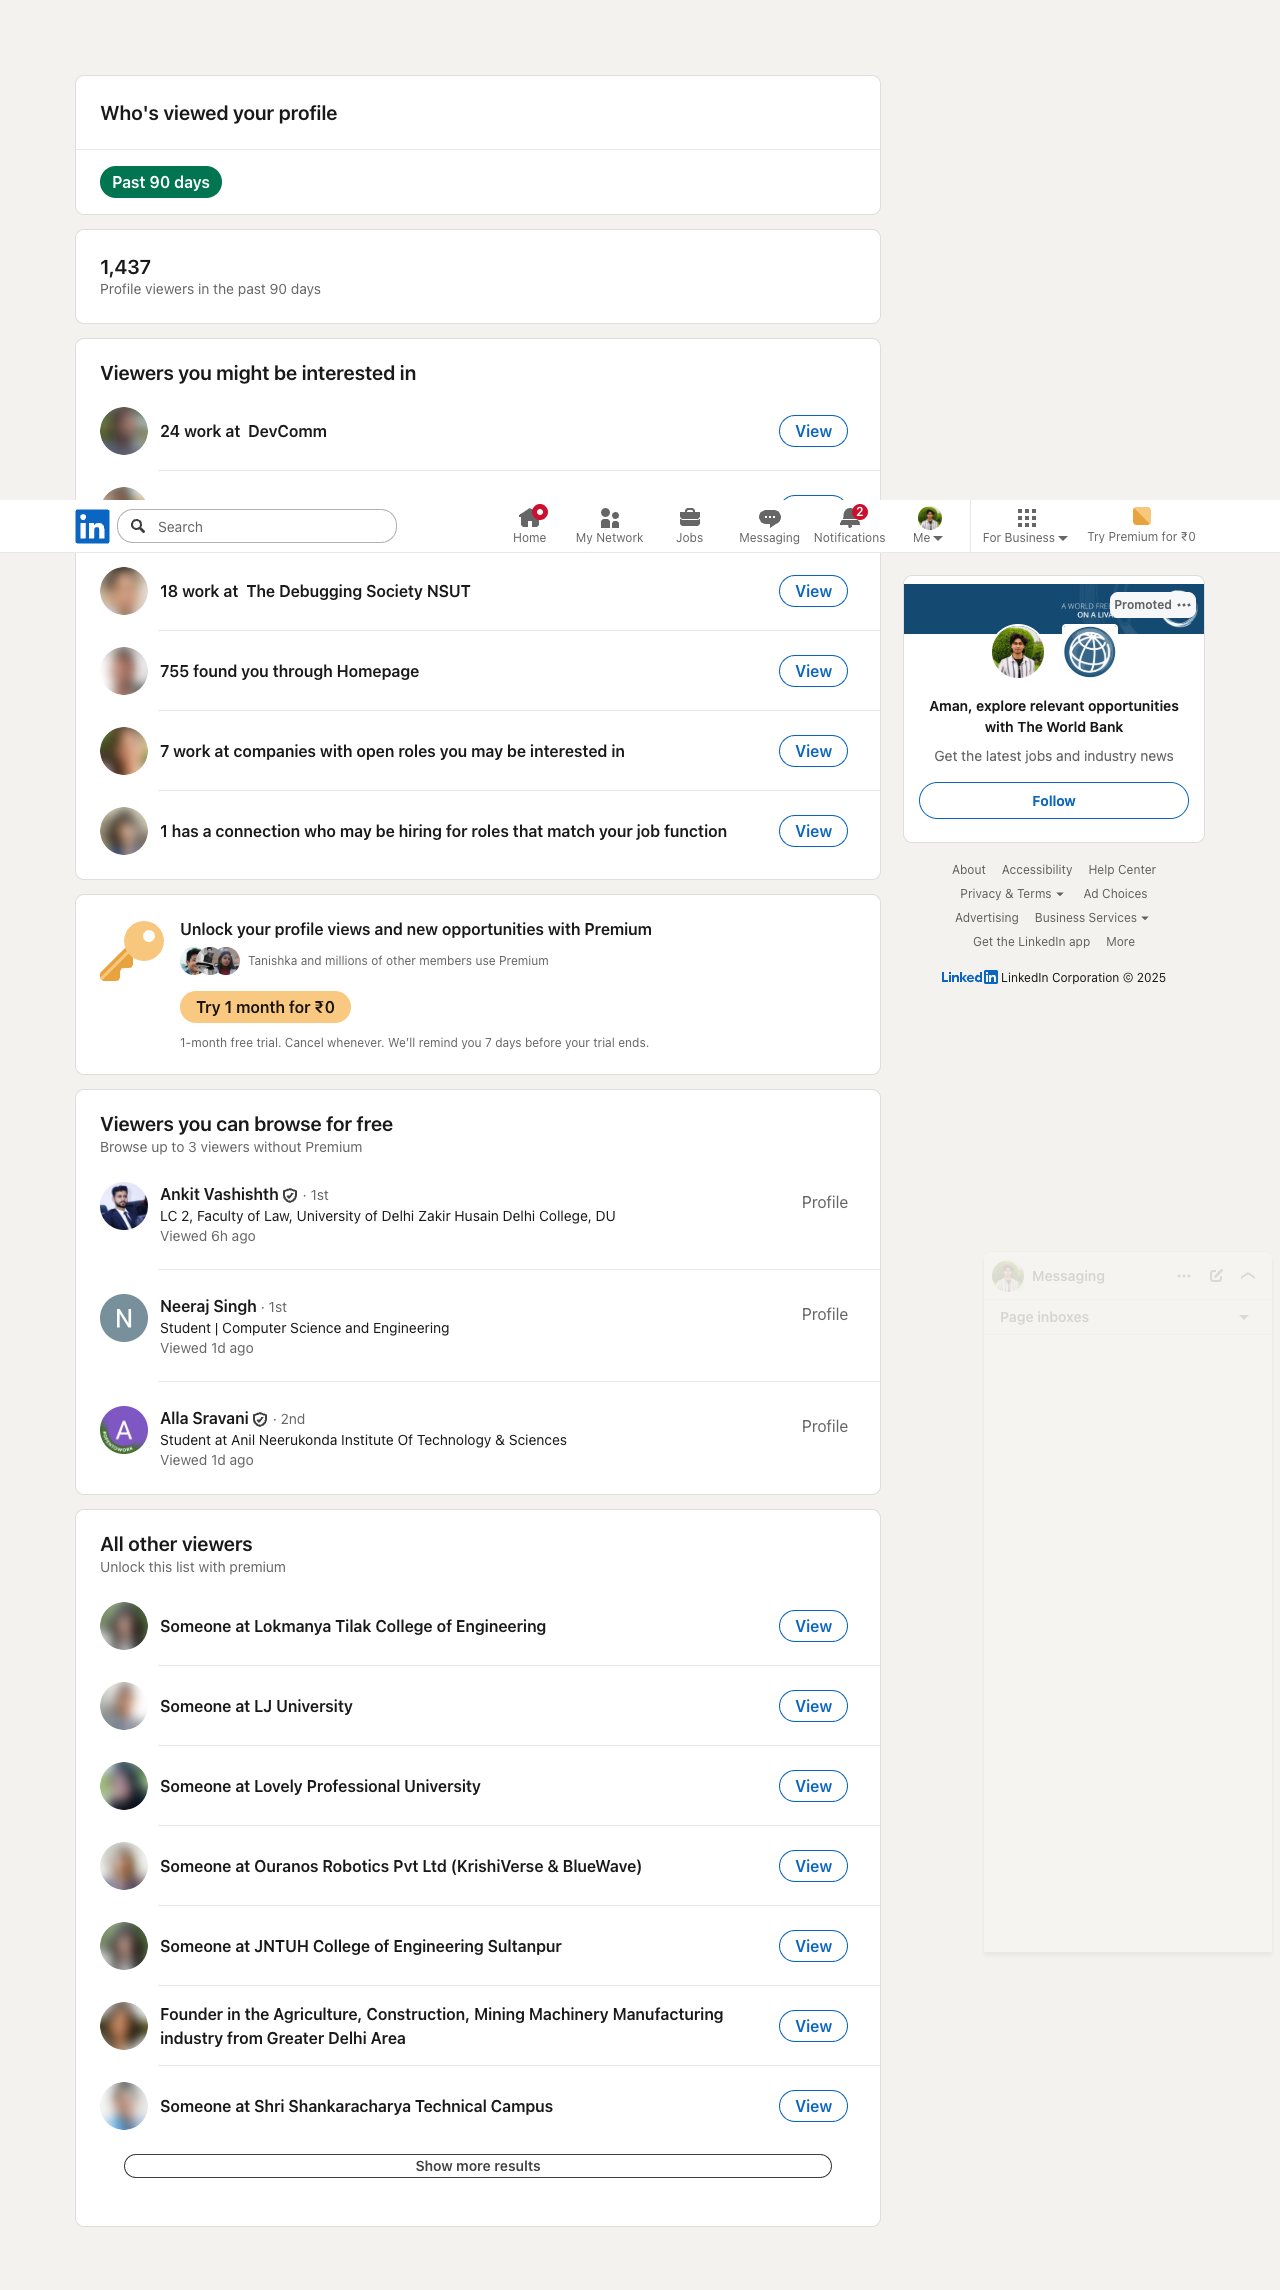 Who's viewed your profile
Past 90 days
1,437
Profile viewers in the past 90 days
Viewers you might be interested in
24 work at DevComm
View
in
Search
Home
My Network
Jobs
Messaging
2
Notifications
Me
For Business
Try Premium for ₹0
18 work at The Debugging Society NSUT
View
755 found you through Homepage
View
7 work at companies with open roles you may be interested in
View
1 has a connection who may be hiring for roles that match your job function
View
A WORLD FRE
ON A LIVA
Promoted
Aman, explore relevant opportunities
with The World Bank
Get the latest jobs and industry news
Follow
About Accessibility Help Center
Privacy & Terms Ad Choices
Advertising Business Services
Get the LinkedIn app More
Linkedin LinkedIn Corporation © 2025
Unlock your profile views and new opportunities with Premium
Tanishka and millions of other members use Premium
Try 1 month for ₹0
1-month free trial. Cancel whenever. We'll remind you 7 days before your trial ends.
Viewers you can browse for free
Browse up to 3 viewers without Premium
Ankit Vashishth · 1st
LC 2, Faculty of Law, University of Delhi Zakir Husain Delhi College, DU
Viewed 6h ago
Profile
N
Neeraj Singh · 1st
Student | Computer Science and Engineering
Viewed 1d ago
Profile
A
Alla Sravani · 2nd
Student at Anil Neerukonda Institute Of Technology & Sciences
Viewed 1d ago
Profile
Messaging
Page inboxes
All other viewers
Unlock this list with premium
Someone at Lokmanya Tilak College of Engineering
View
Someone at LJ University
View
Someone at Lovely Professional University
View
Someone at Ouranos Robotics Pvt Ltd (KrishiVerse & BlueWave)
View
Someone at JNTUH College of Engineering Sultanpur
View
Founder in the Agriculture, Construction, Mining Machinery Manufacturing
industry from Greater Delhi Area
View
Someone at Shri Shankaracharya Technical Campus
View
Show more results